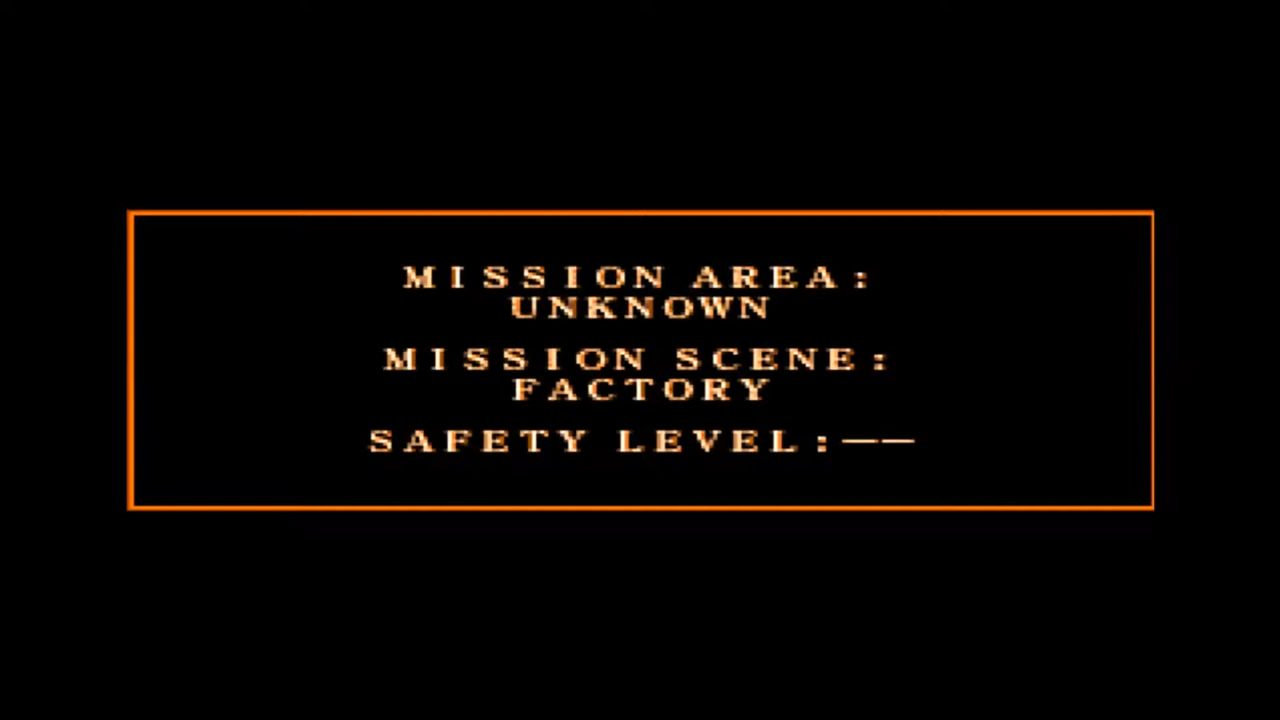 MISSION AREA:
UNKNOWN
MISSION SCENE:
FACTORY
SAFETY LEVEL:——